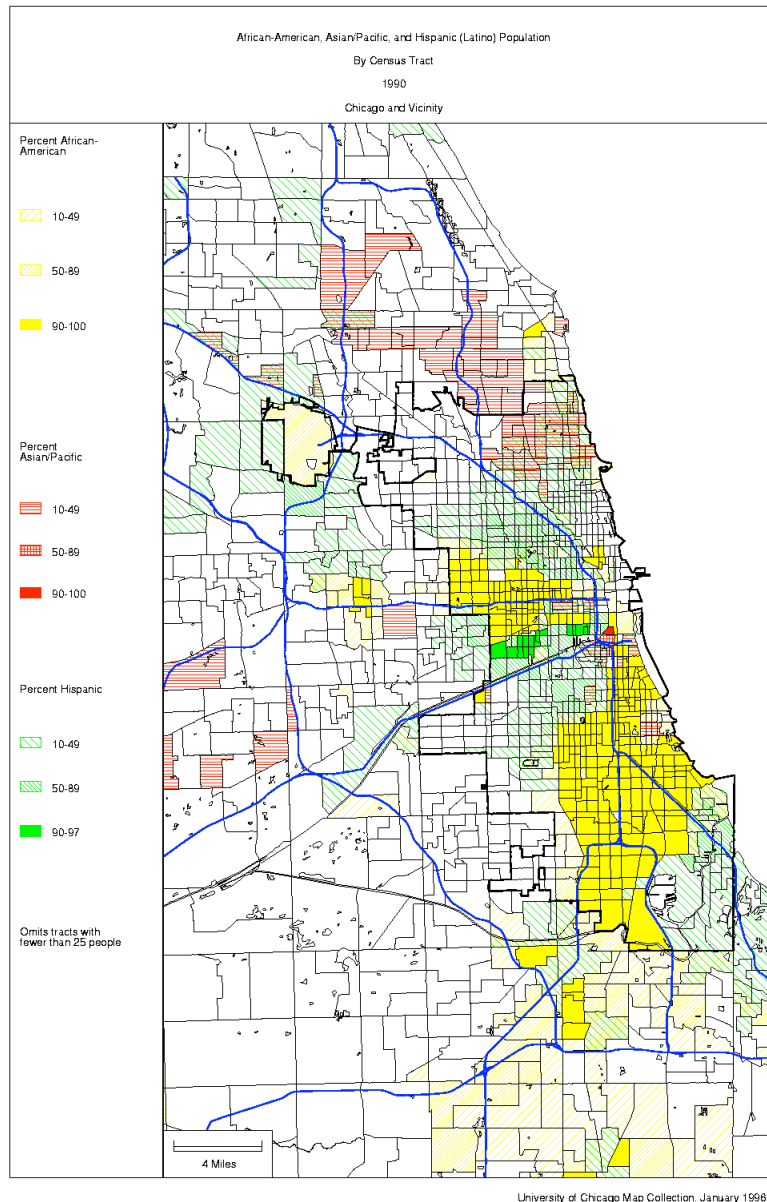 African-American, Asian/Pacific, and Hispanic (Latino) Population
By Census Tract
1990
Chicago and Vicinity
Percent African-
American
10-49
50-89
90-100
Percent
Asian/Pacific
10-49
50-89
90-100
Percent Hispanic
10-49
50-89
90-97
Omits tracts with
fewer than 25 people
4 Miles
University of Chicago Map Collection, January 1996